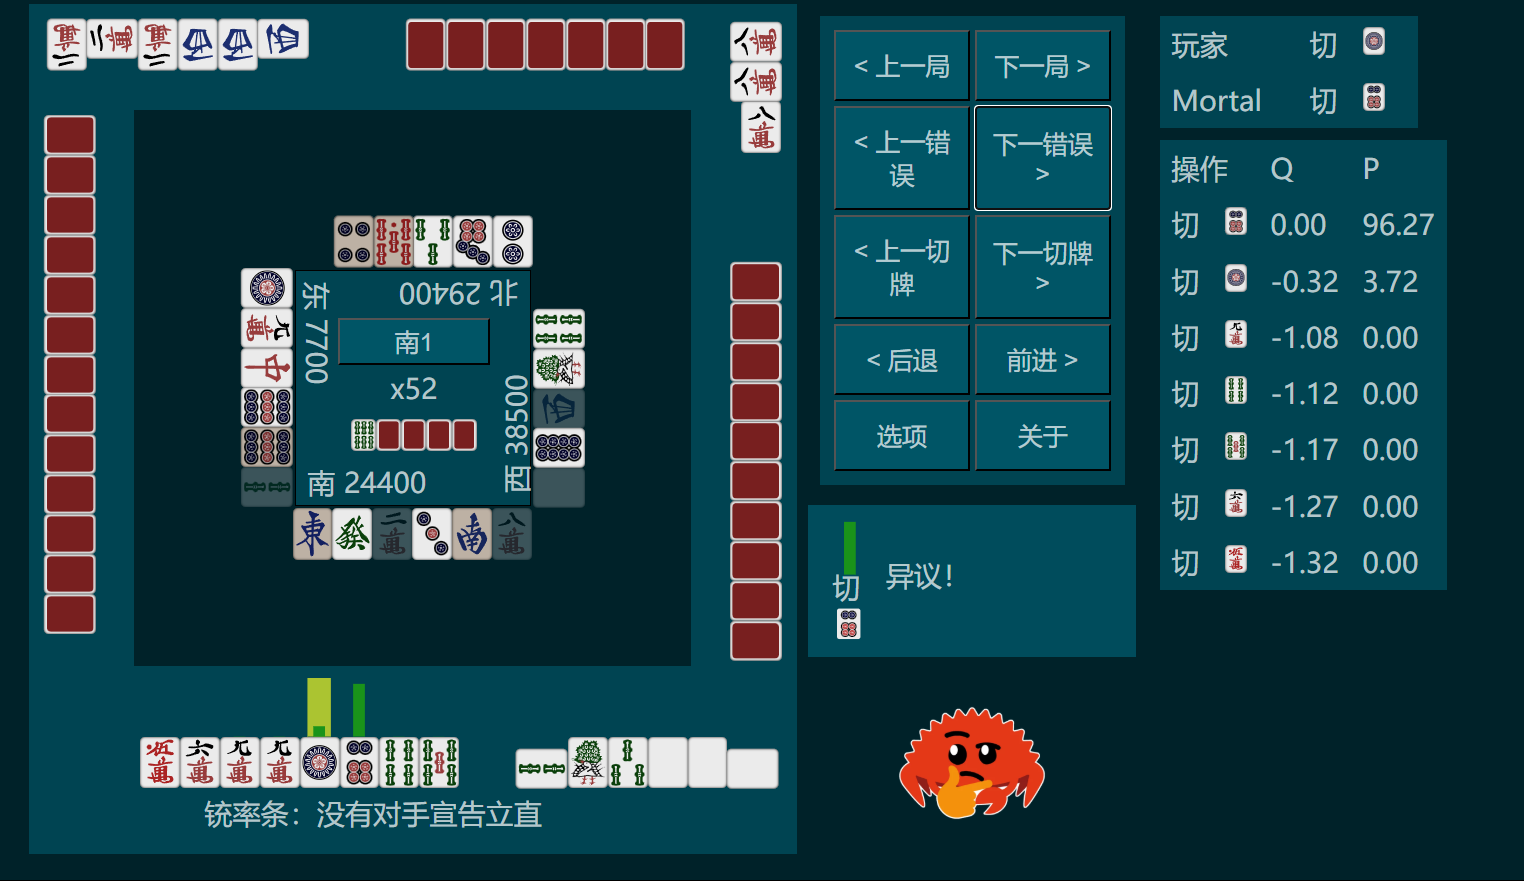 北 29400
东 7700
南1
x52
西 38500
南 24400
铳率条：没有对手宣告立直
< 上一局
下一局 >
< 上一错误
下一错误 >
< 上一切牌
下一切牌 >
< 后退
前进 >
选项
关于
切
异议!
玩家 切
Mortal 切
操作 Q P
切 0.00 96.27
切 -0.32 3.72
切 -1.08 0.00
切 -1.12 0.00
切 -1.17 0.00
切 -1.27 0.00
切 -1.32 0.00